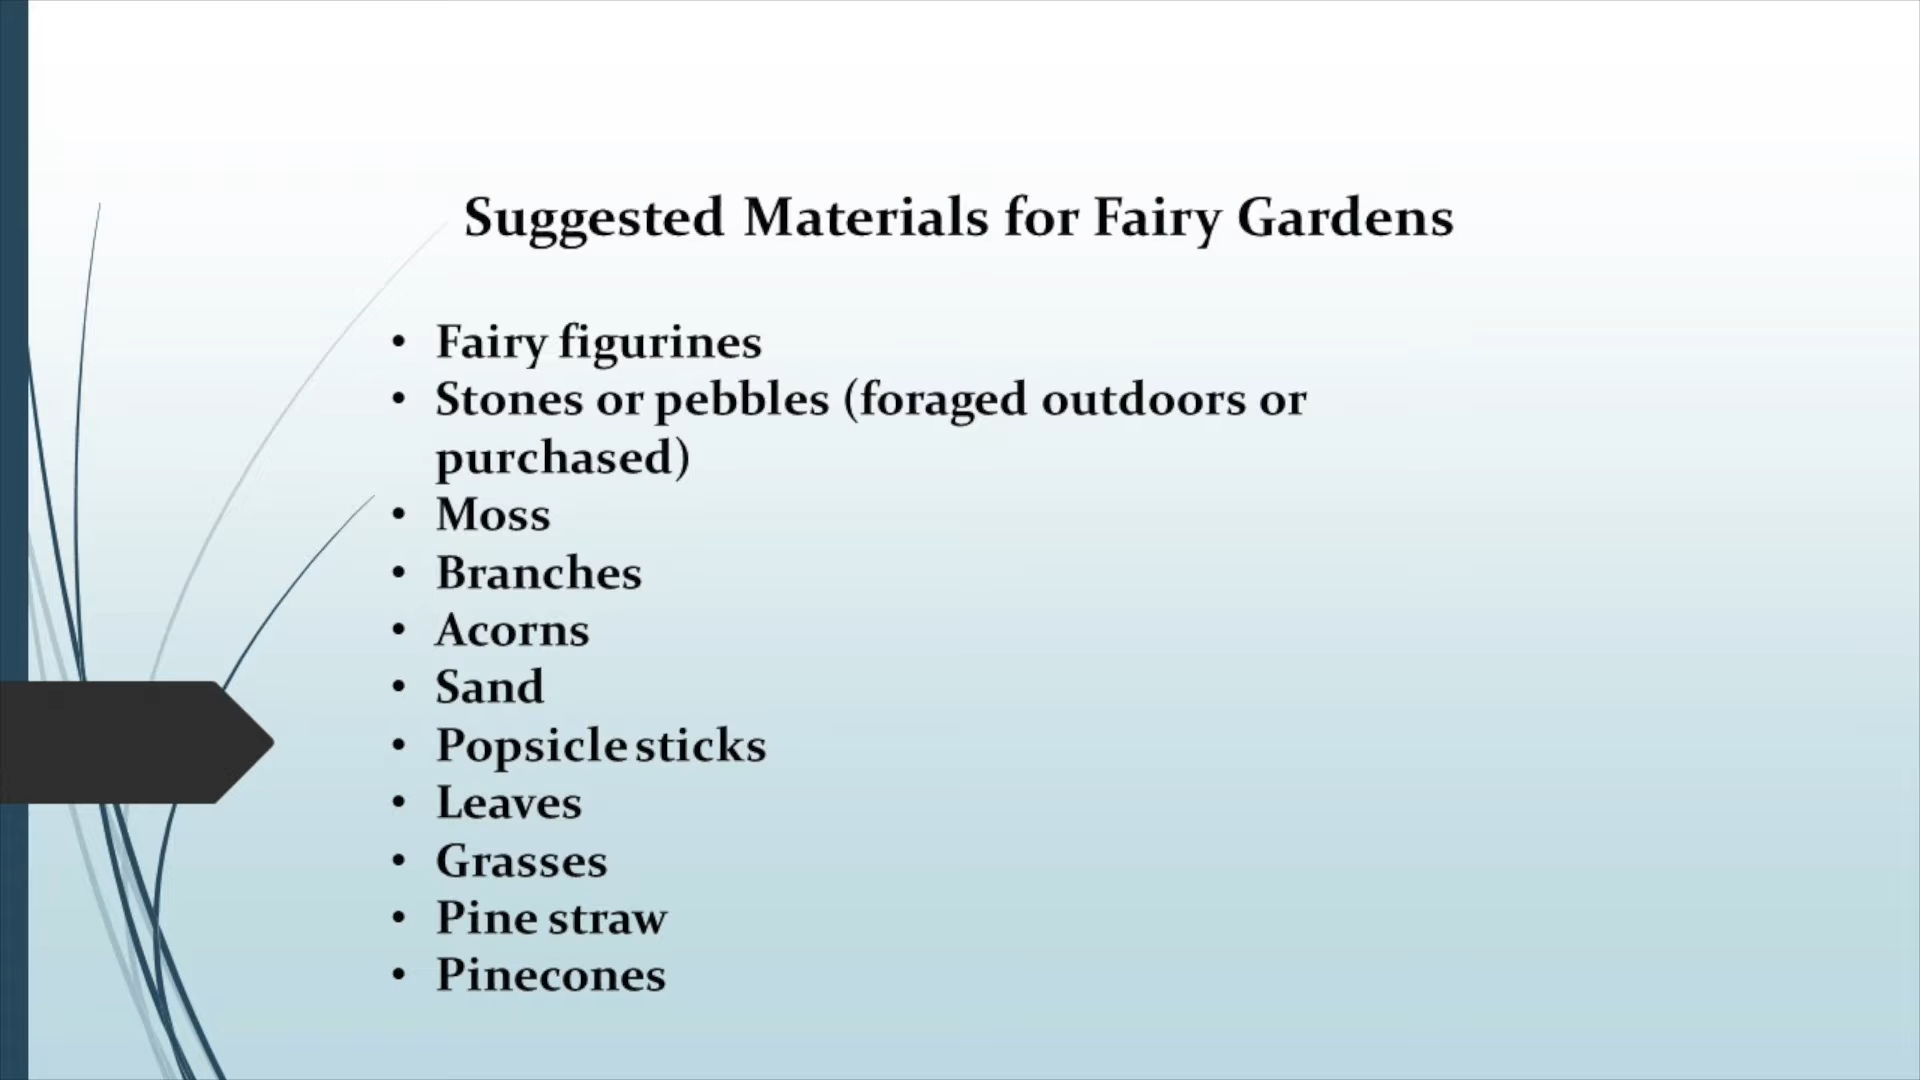 Suggested Materials for Fairy Gardens
• Fairy figurines
• Stones or pebbles (foraged outdoors or
purchased)
• Moss
• Branches
• Acorns
• Sand
• Popsicle sticks
• Leaves
• Grasses
• Pine straw
• Pinecones